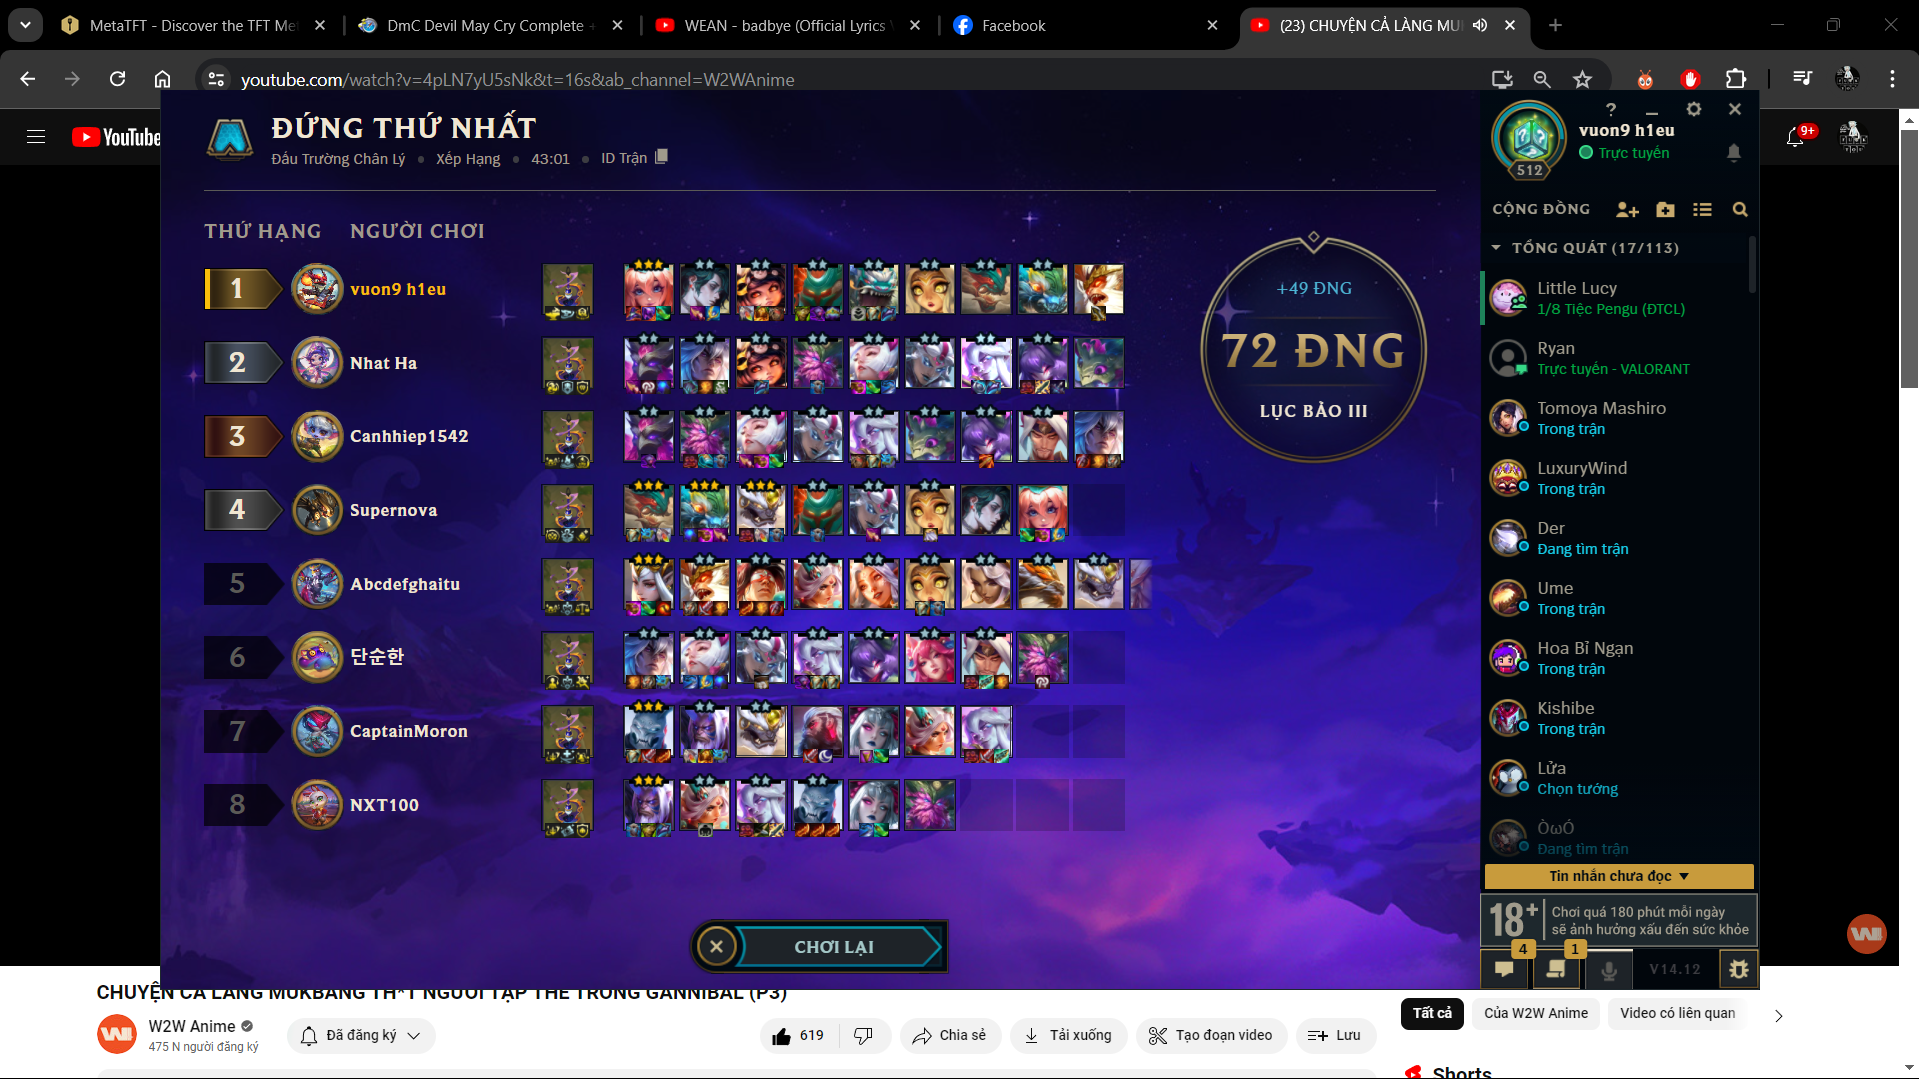 MetaTFT - Discover the TFT Me
DmC Devil May Cry Complete +
WEAN - badbye (Official Lyrics
Facebook
(23) CHUYỆN CẢ LÀNG MU
youtube.com/watch?v=4pLN7yU5sNk&t=16s&ab_channel=W2WAnime
YouTube
9+
ĐỨNG THỨ NHẤT
Đấu Trường Chân Lý • Xếp Hạng • 43:01 • ID Trận
THỨ HẠNG NGƯỜI CHƠI
1 vuon9 h1eu
2 Nhat Ha
3 Canhhiep1542
4 Supernova
5 Abcdefghaitu
6 단순한
7 CaptainMoron
8 NXT100
+49 ĐNG
72 ĐNG
LỤC BẢO III
CHƠI LẠI
?
vuon9 h1eu
Trực tuyến
512
CỘNG ĐỒNG
TỔNG QUÁT (17/113)
Little Lucy
1/8 Tiệc Pengu (ĐTCL)
Ryan
Trực tuyến - VALORANT
Tomoya Mashiro
Trong trận
LuxuryWind
Trong trận
Der
Đang tìm trận
Ume
Trong trận
Hoa Bỉ Ngạn
Trong trận
Kishibe
Trong trận
Lửa
Chọn tướng
ÒωÓ
Đang tìm trận
Tin nhắn chưa đọc
18+
Chơi quá 180 phút mỗi ngày
sẽ ảnh hưởng xấu đến sức khỏe
4
1
V14.12
CHUYỆN CẢ LÀNG MUKBANG TH*T NGƯỜI TẬP THỂ TRONG GANNIBAL (P3)
W2W Anime
475 N người đăng ký
Đã đăng ký
619
Chia sẻ
Tải xuống
Tạo đoạn video
Lưu
Tất cả
Của W2W Anime
Video có liên quan
Shorts